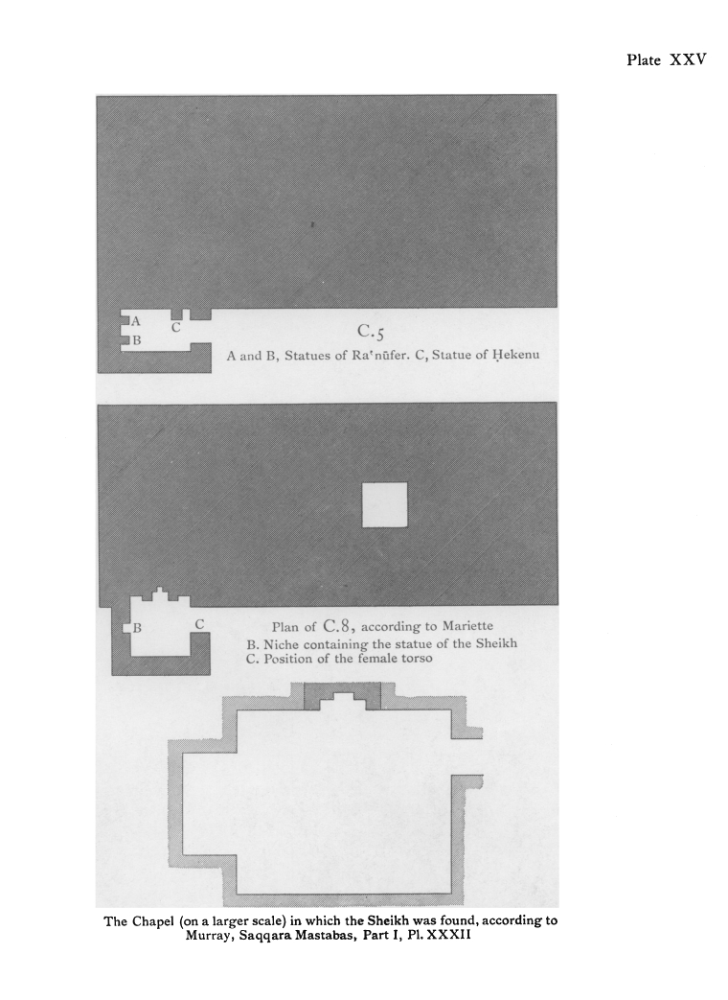 Plate XXV
A
C
B
C.5
A and B, Statues of Raʿnūfer. C, Statue of Ḥekenu
B
C
Plan of C.8, according to Mariette
B. Niche containing the statue of the Sheikh
C. Position of the female torso
The Chapel (on a larger scale) in which the Sheikh was found, according to
Murray, Saqqara Mastabas, Part I, Pl. XXXII